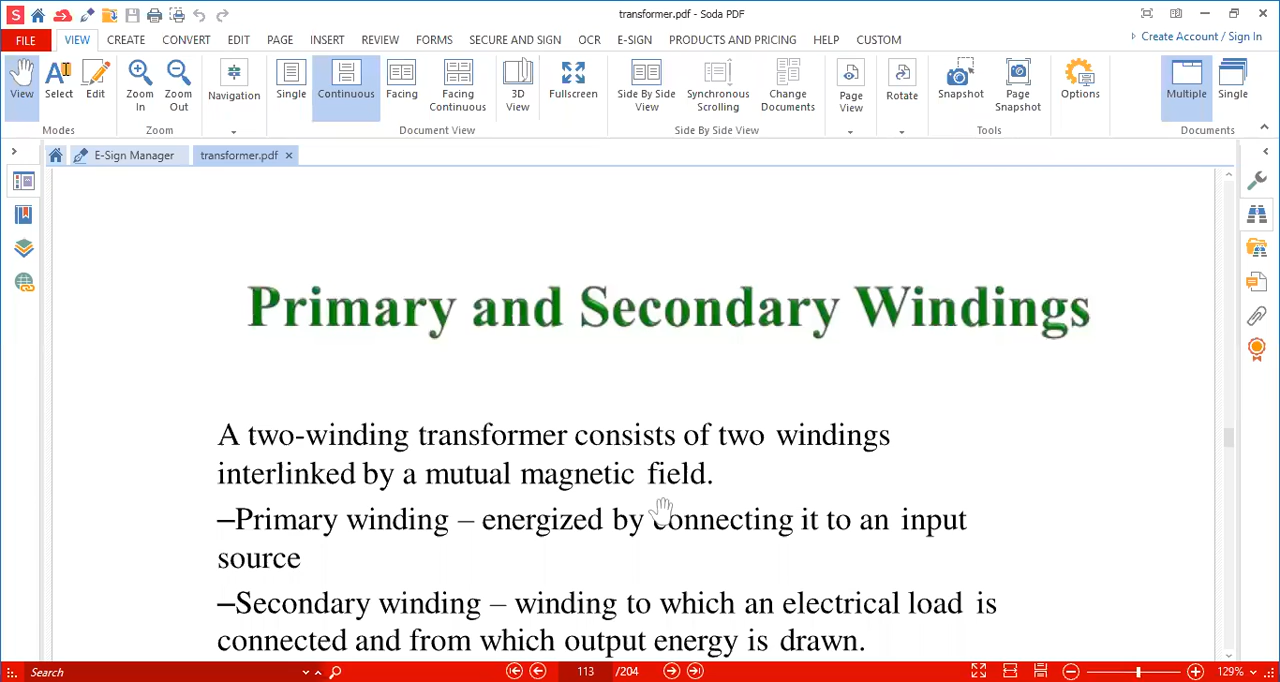 transformer.pdf - Soda PDF
FILE VIEW CREATE CONVERT EDIT PAGE INSERT REVIEW FORMS SECURE AND SIGN OCR E-SIGN PRODUCTS AND PRICING HELP CUSTOM Create Account / Sign In
View Select Edit Zoom In Zoom Out Navigation Single Continuous Facing Facing Continuous 3D View Fullscreen Side By Side View Synchronous Scrolling Change Documents Page View Rotate Snapshot Page Snapshot Options Multiple Single
Modes Zoom Document View Side By Side View Tools Documents
E-Sign Manager transformer.pdf
Primary and Secondary Windings
A two-winding transformer consists of two windings
interlinked by a mutual magnetic field.
–Primary winding – energized by connecting it to an input
source
–Secondary winding – winding to which an electrical load is
connected and from which output energy is drawn.
Search 113 /204 129%